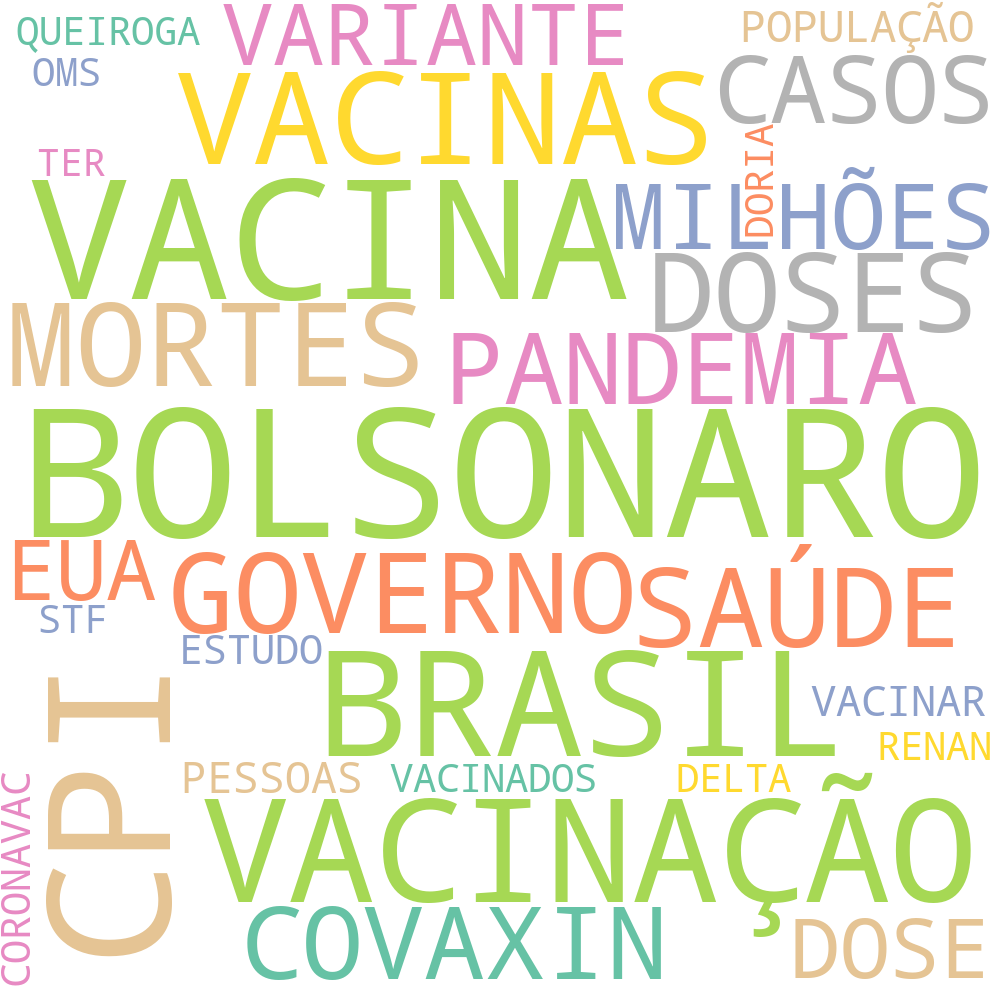 QUEIROGA
VARIANTE
POPULAÇÃO
OMS
VACINAS
CASOS
TER
DORIA
VACINA
MILHÕES
DOSES
MORTES
PANDEMIA
BOLSONARO
EUA
GOVERNO
SAÚDE
STF
ESTUDO
BRASIL
CPI
VACINAR
RENAN
PESSOAS
VACINADOS
DELTA
CORONAVAC
VACINAÇÃO
COVAXIN
DOSE